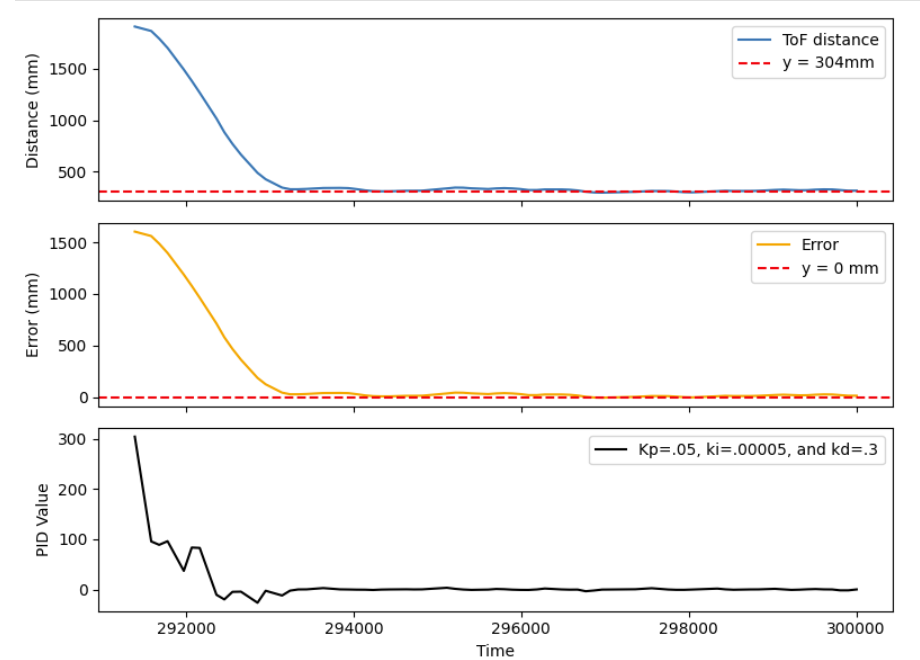 Distance (mm)
1500
1000
500
ToF distance
y = 304mm
Error (mm)
1500
1000
500
0
Error
y = 0 mm
PID Value
300
200
100
0
Kp=.05, ki=.00005, and kd=.3
292000
294000
296000
298000
300000
Time